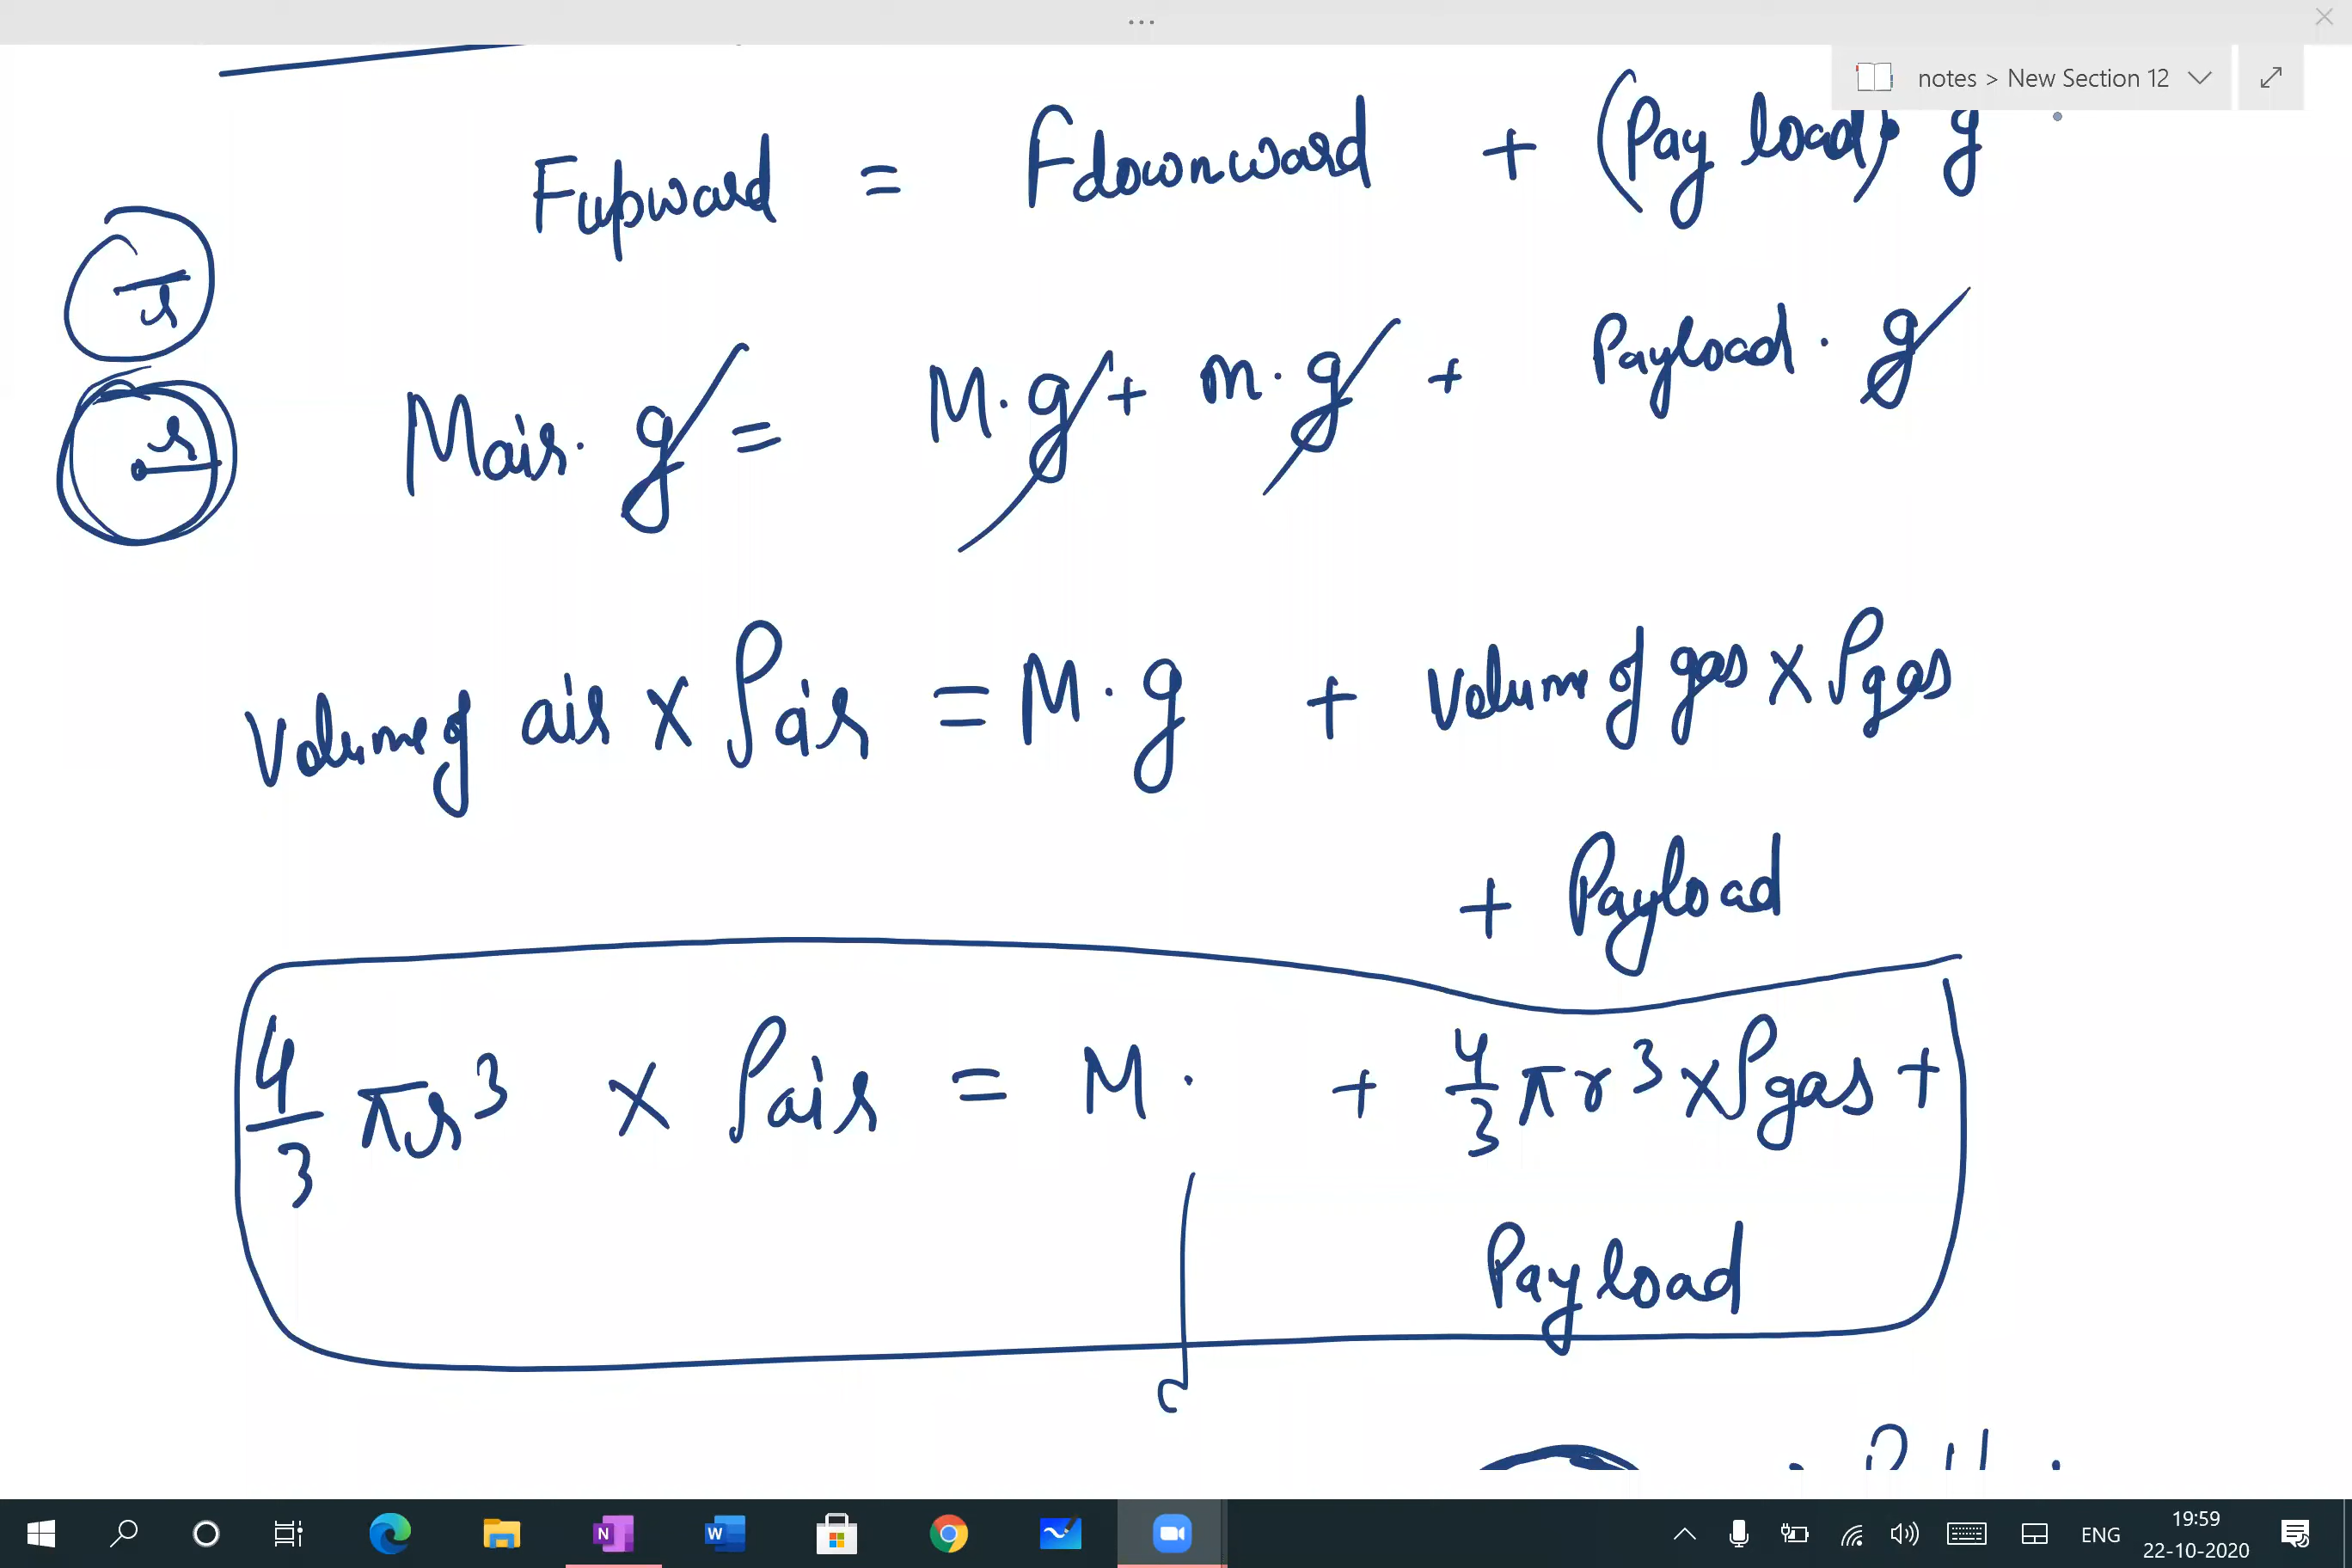 ...
notes > New Section 12
Fupward = Fdownward + (Pay load)· g
r
Mair. g = M·g + m·g + Payload · g
r
Volume of air × ρair = M·g + Volume of gas × ρgas
+ Payload
4/3 πr³ × ρair = M· + 4/3 πr³ × ρgas +
Payload
N
W
ENG
19:59
22-10-2020